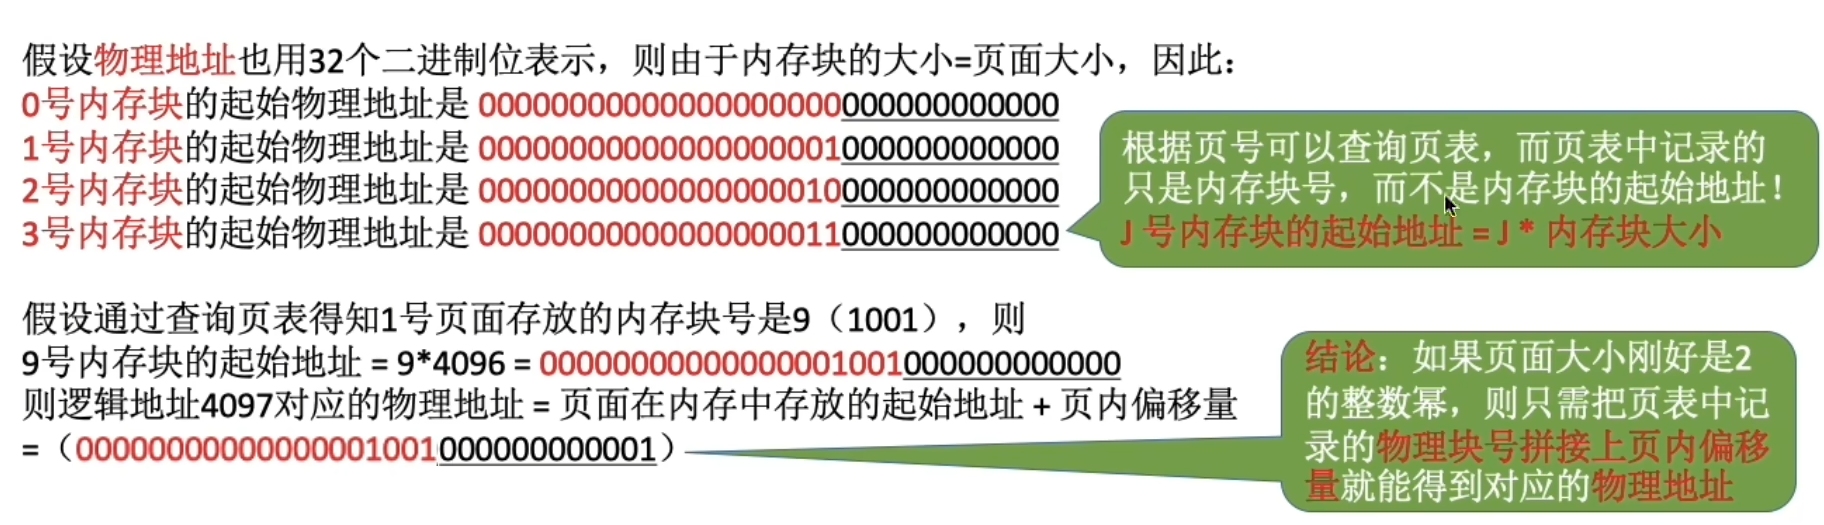 假设物理地址也用32个二进制位表示，则由于内存块的大小=页面大小，因此：
0号内存块的起始物理地址是 00000000000000000000000000000000
1号内存块的起始物理地址是 00000000000000000001000000000000
2号内存块的起始物理地址是 00000000000000000010000000000000
3号内存块的起始物理地址是 00000000000000000011000000000000
根据页号可以查询页表，而页表中记录的
只是内存块号，而不是内存块的起始地址！
J 号内存块的起始地址 = J * 内存块大小
假设通过查询页表得知1号页面存放的内存块号是9（1001），则
9号内存块的起始地址 = 9*4096 = 00000000000000001001000000000000
则逻辑地址4097对应的物理地址 = 页面在内存中存放的起始地址 + 页内偏移量
=（00000000000000001001000000000001）
结论：如果页面大小刚好是2
的整数幂，则只需把页表中记
录的物理块号拼接上页内偏移
量就能得到对应的物理地址